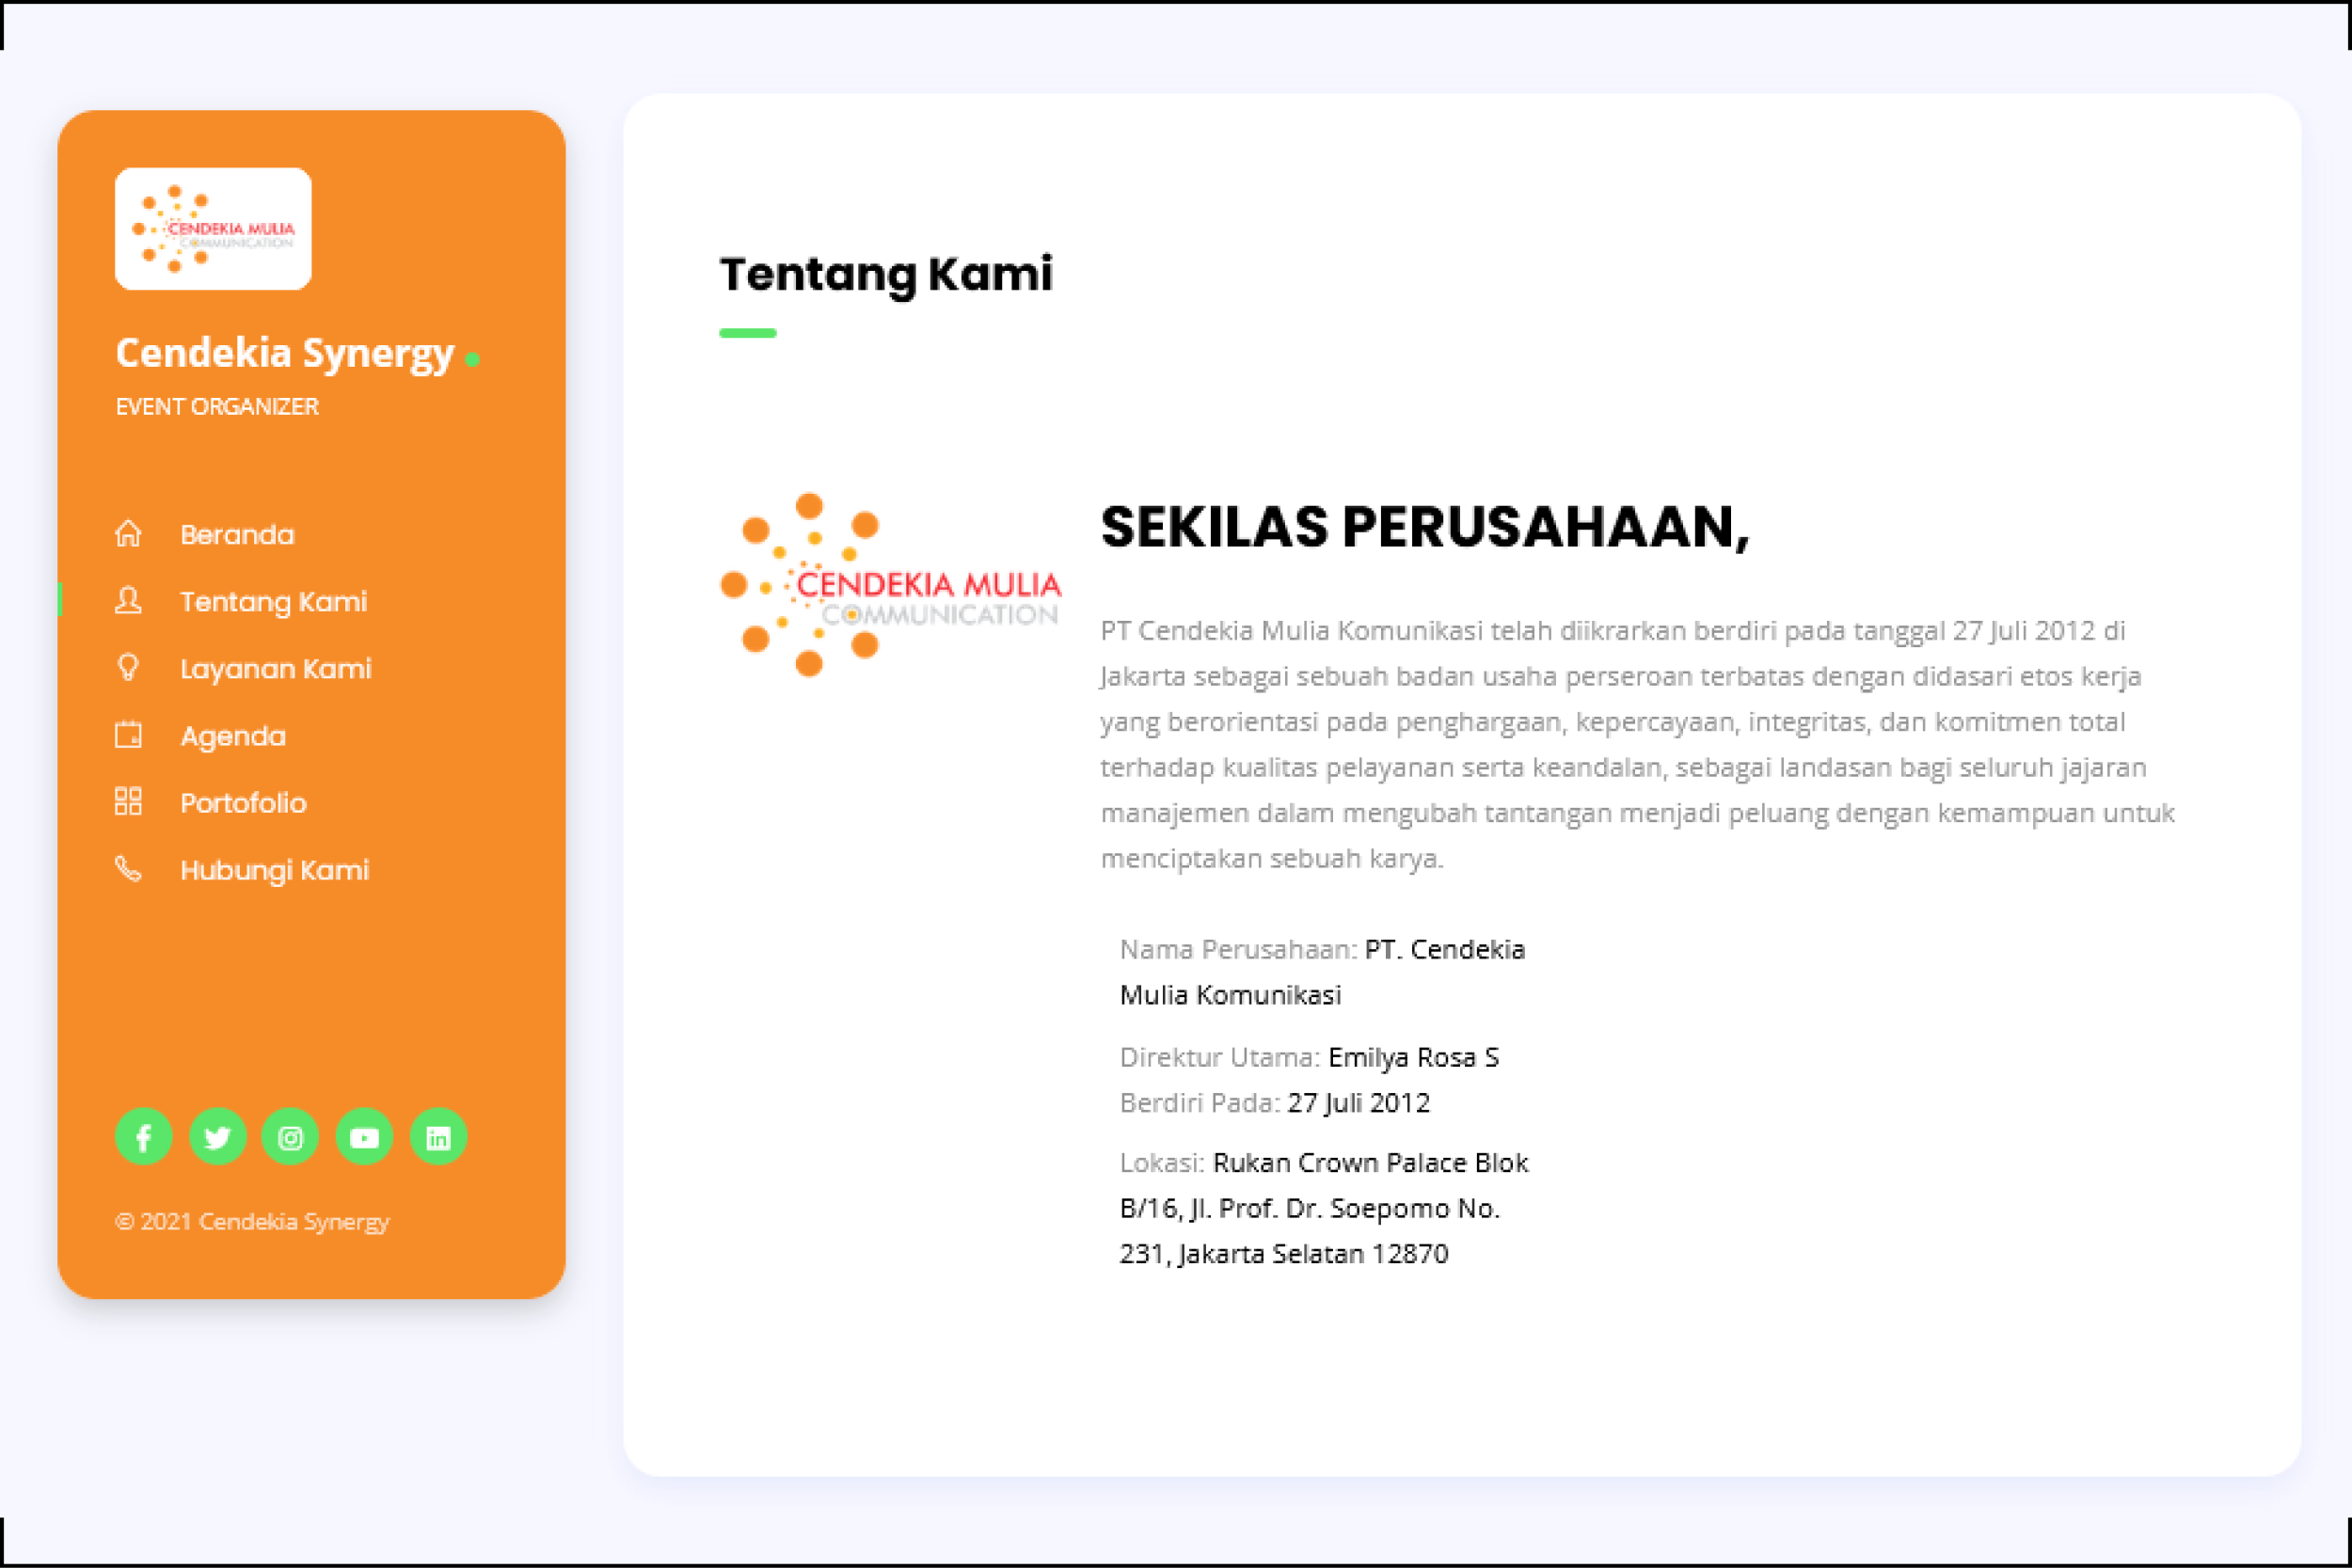 CENDEKIA MULIA
COMMUNICATION
Cendekia Synergy
EVENT ORGANIZER
Beranda
Tentang Kami
Layanan Kami
Agenda
Portofolio
Hubungi Kami
© 2021 Cendekia Synergy
Tentang Kami
CENDEKIA MULIA
COMMUNICATION
SEKILAS PERUSAHAAN,
PT Cendekia Mulia Komunikasi telah diikrarkan berdiri pada tanggal 27 Juli 2012 di
Jakarta sebagai sebuah badan usaha perseroan terbatas dengan didasari etos kerja
yang berorientasi pada penghargaan, kepercayaan, integritas, dan komitmen total
terhadap kualitas pelayanan serta keandalan, sebagai landasan bagi seluruh jajaran
manajemen dalam mengubah tantangan menjadi peluang dengan kemampuan untuk
menciptakan sebuah karya.
Nama Perusahaan: PT. Cendekia
Mulia Komunikasi
Direktur Utama: Emilya Rosa S
Berdiri Pada: 27 Juli 2012
Lokasi: Rukan Crown Palace Blok
B/16, Jl. Prof. Dr. Soepomo No.
231, Jakarta Selatan 12870